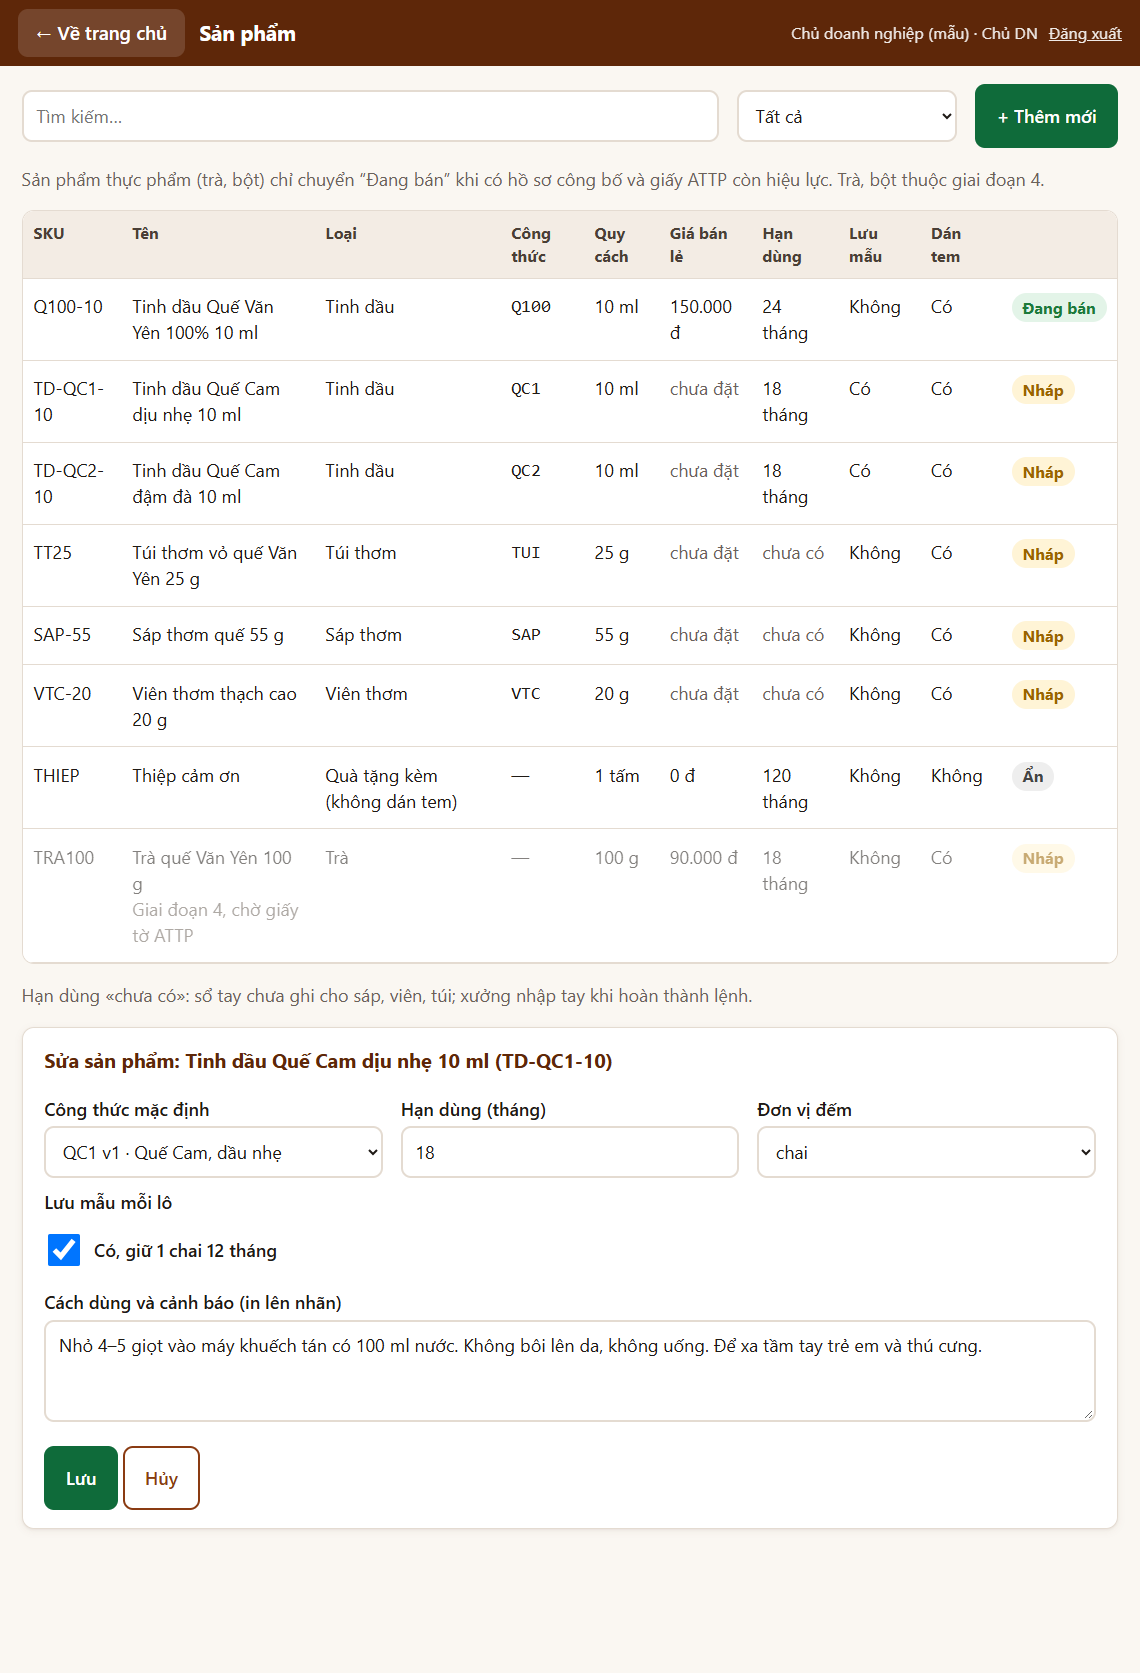 ← Về trang chủ
Sản phẩm
Chủ doanh nghiệp (mẫu) · Chủ DN Đăng xuất
Tìm kiếm...
Tất cả
+ Thêm mới
Sản phẩm thực phẩm (trà, bột) chỉ chuyển “Đang bán” khi có hồ sơ công bố và giấy ATTP còn hiệu lực. Trà, bột thuộc giai đoạn 4.
SKU Tên Loại Công thức Quy cách Giá bán lẻ Hạn dùng Lưu mẫu Dán tem
Q100-10 Tinh dầu Quế Văn Yên 100% 10 ml Tinh dầu Q100 10 ml 150.000 đ 24 tháng Không Có Đang bán
TD-QC1-10 Tinh dầu Quế Cam dịu nhẹ 10 ml Tinh dầu QC1 10 ml chưa đặt 18 tháng Có Có Nháp
TD-QC2-10 Tinh dầu Quế Cam đậm đà 10 ml Tinh dầu QC2 10 ml chưa đặt 18 tháng Có Có Nháp
TT25 Túi thơm vỏ quế Văn Yên 25 g Túi thơm TUI 25 g chưa đặt chưa có Không Có Nháp
SAP-55 Sáp thơm quế 55 g Sáp thơm SAP 55 g chưa đặt chưa có Không Có Nháp
VTC-20 Viên thơm thạch cao 20 g Viên thơm VTC 20 g chưa đặt chưa có Không Có Nháp
THIEP Thiệp cảm ơn Quà tặng kèm (không dán tem) — 1 tấm 0 đ 120 tháng Không Không Ẩn
TRA100 Trà quế Văn Yên 100 g Trà — 100 g 90.000 đ 18 tháng Không Có Nháp
Giai đoạn 4, chờ giấy tờ ATTP
Hạn dùng «chưa có»: sổ tay chưa ghi cho sáp, viên, túi; xưởng nhập tay khi hoàn thành lệnh.
Sửa sản phẩm: Tinh dầu Quế Cam dịu nhẹ 10 ml (TD-QC1-10)
Công thức mặc định Hạn dùng (tháng) Đơn vị đếm
QC1 v1 · Quế Cam, dầu nhẹ 18 chai
Lưu mẫu mỗi lô
Có, giữ 1 chai 12 tháng
Cách dùng và cảnh báo (in lên nhãn)
Nhỏ 4–5 giọt vào máy khuếch tán có 100 ml nước. Không bôi lên da, không uống. Để xa tầm tay trẻ em và thú cưng.
Lưu Hủy